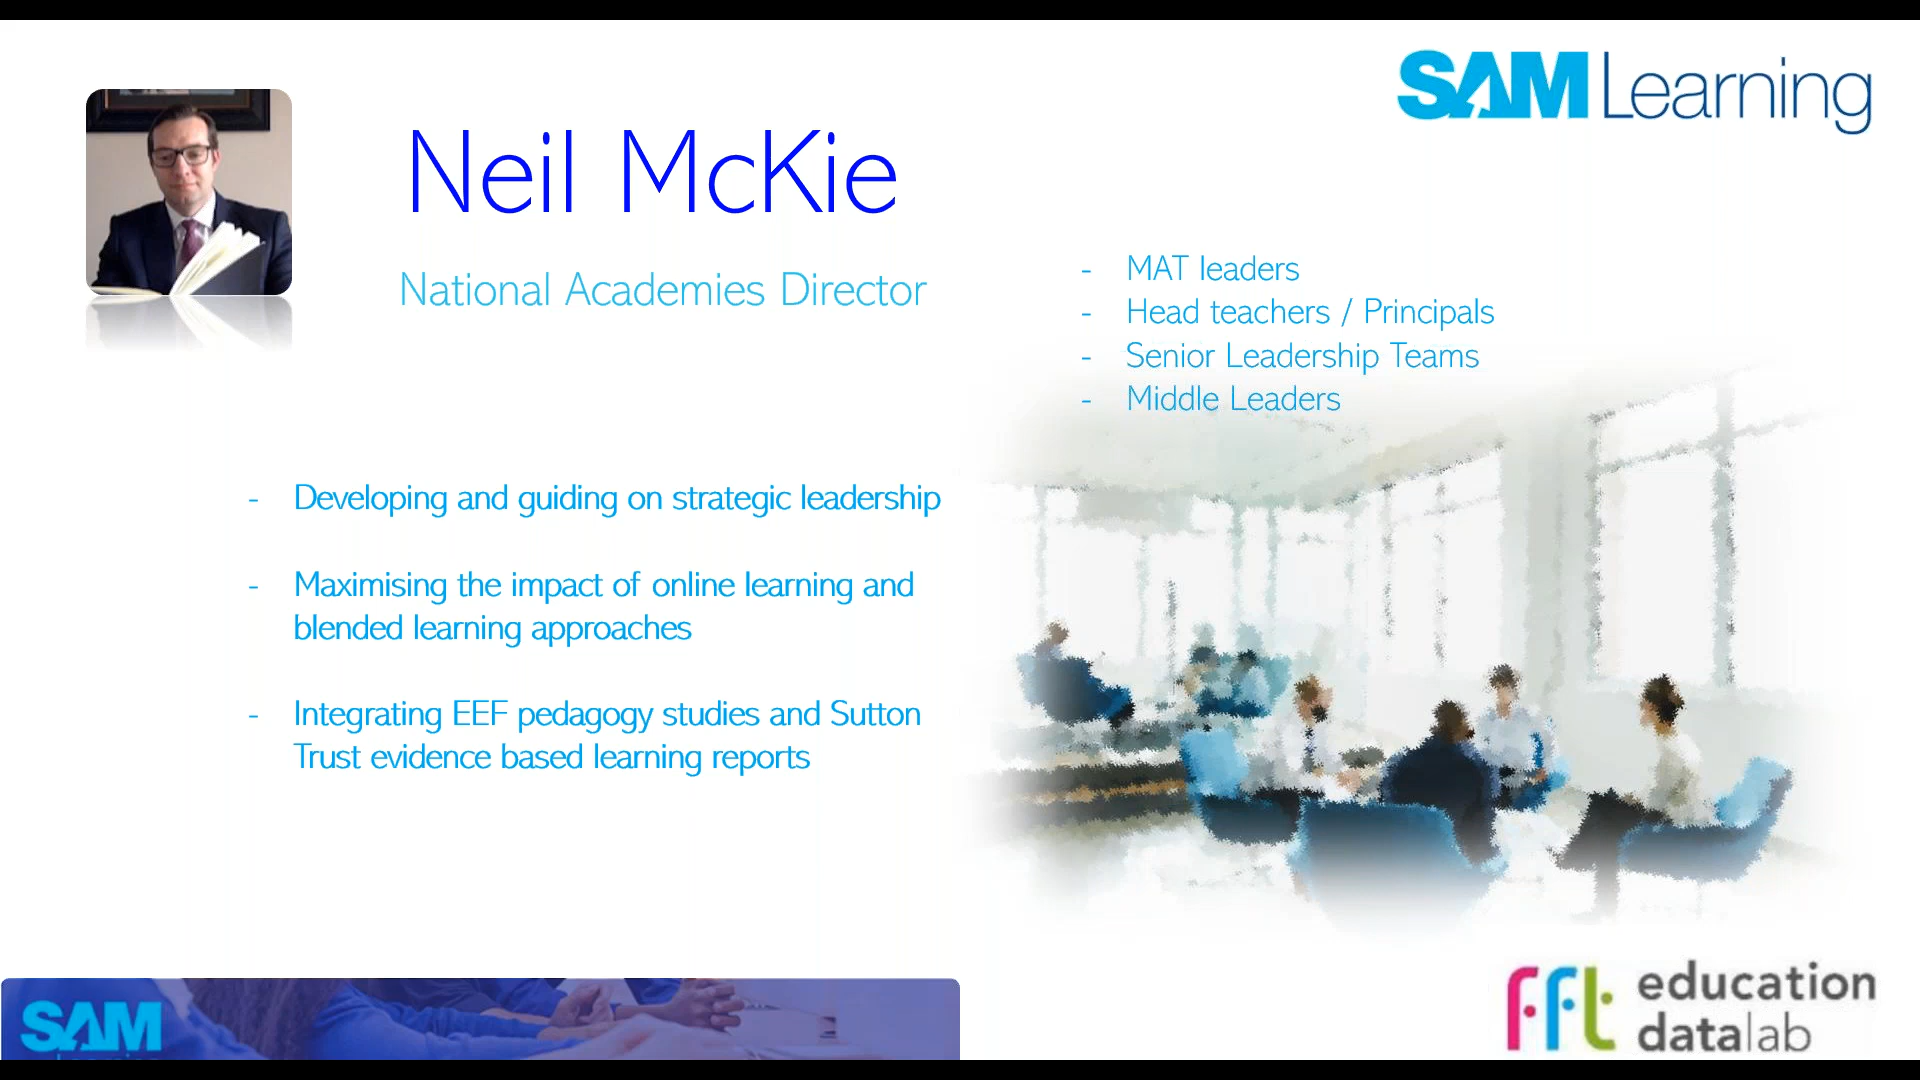 SAM Learning
Neil McKie
National Academies Director
- MAT leaders
- Head teachers / Principals
- Senior Leadership Teams
- Middle Leaders
- Developing and guiding on strategic leadership
- Maximising the impact of online learning and
blended learning approaches
- Integrating EEF pedagogy studies and Sutton
Trust evidence based learning reports
SAM
fft education
datalab